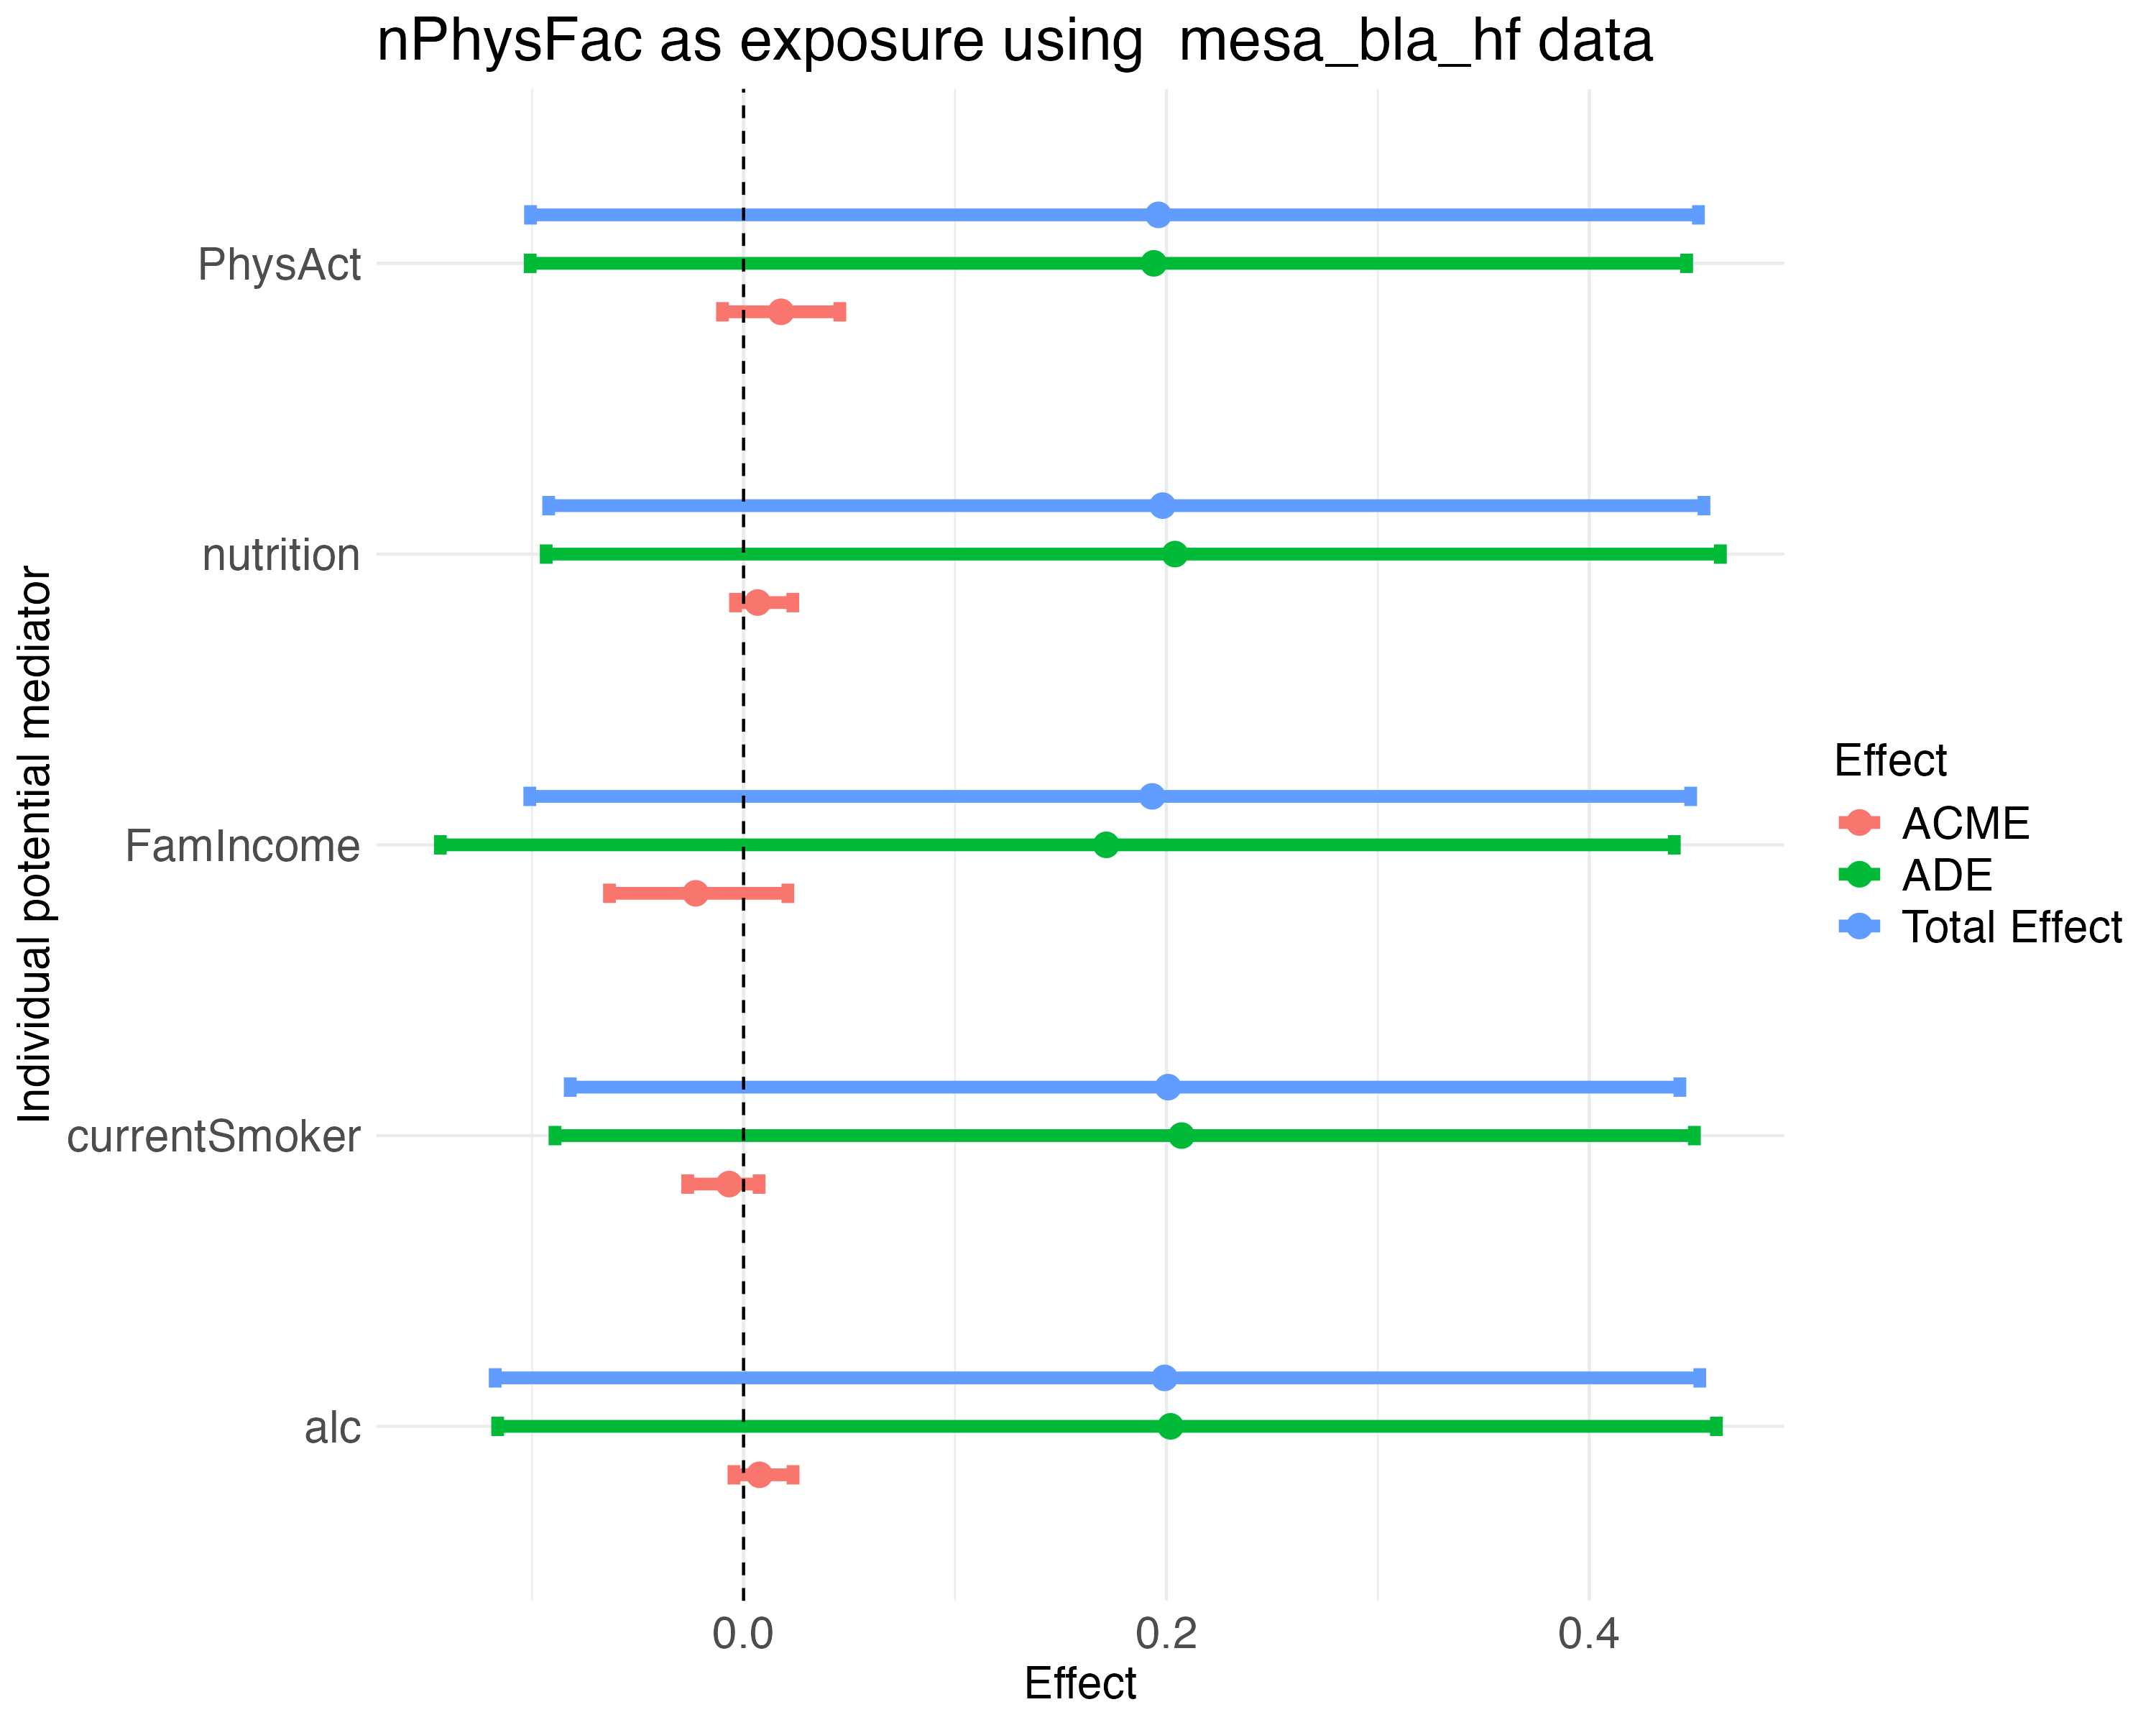 nPhysFac as exposure using  mesa_bla_hf data
Individual potential mediator
PhysAct
nutrition
FamIncome
currentSmoker
alc
0.0
0.2
0.4
Effect
Effect
ACME
ADE
Total Effect